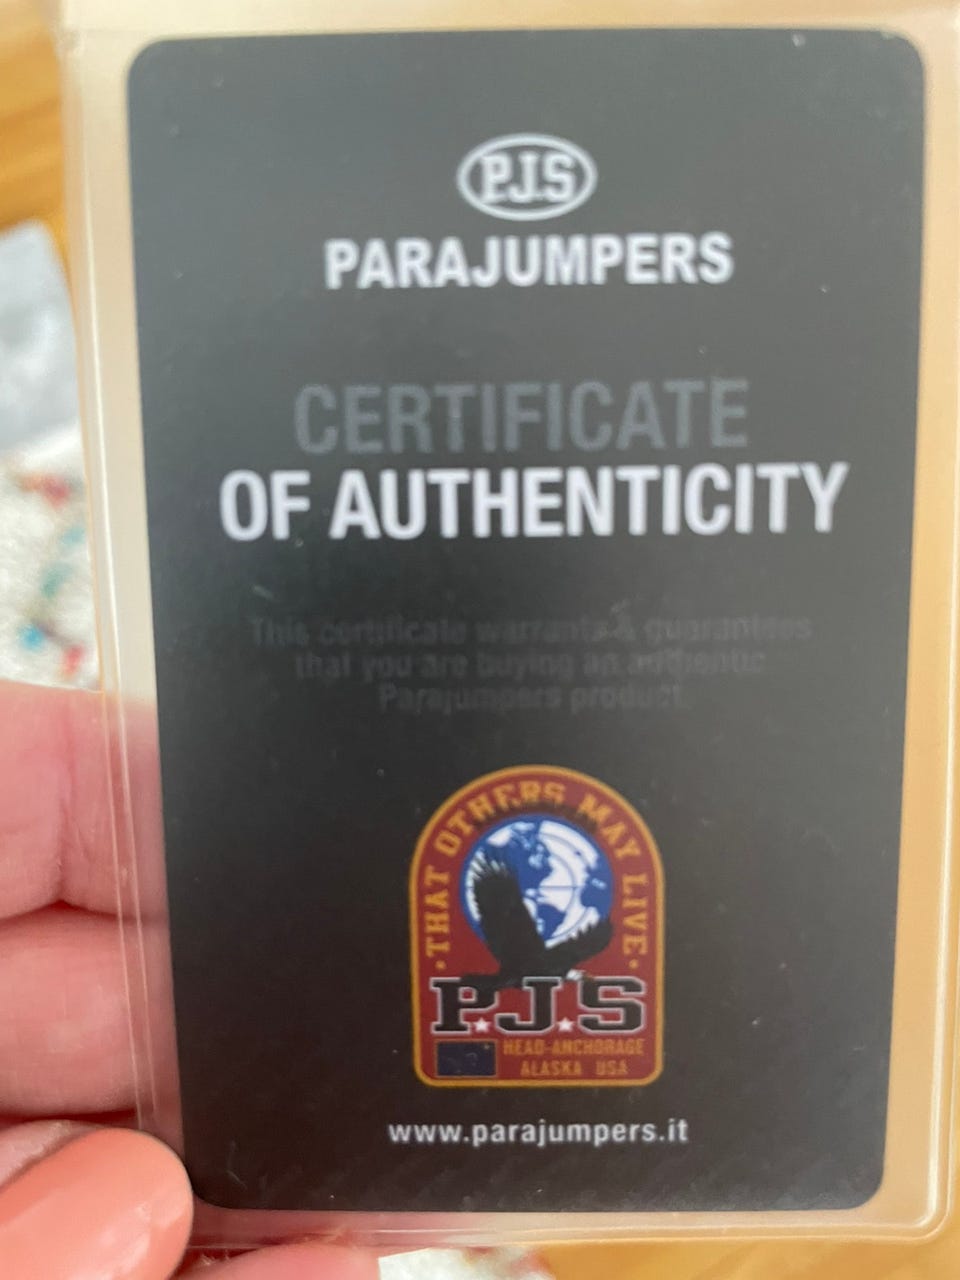 P.J.S
PARAJUMPERS
CERTIFICATE
OF AUTHENTICITY
This certificate warrants & guarantees
that you are buying an authentic
Parajumpers product.
· THAT OTHERS MAY LIVE ·
P.J.S
HEAD-ANCHORAGE
ALASKA USA
www.parajumpers.it